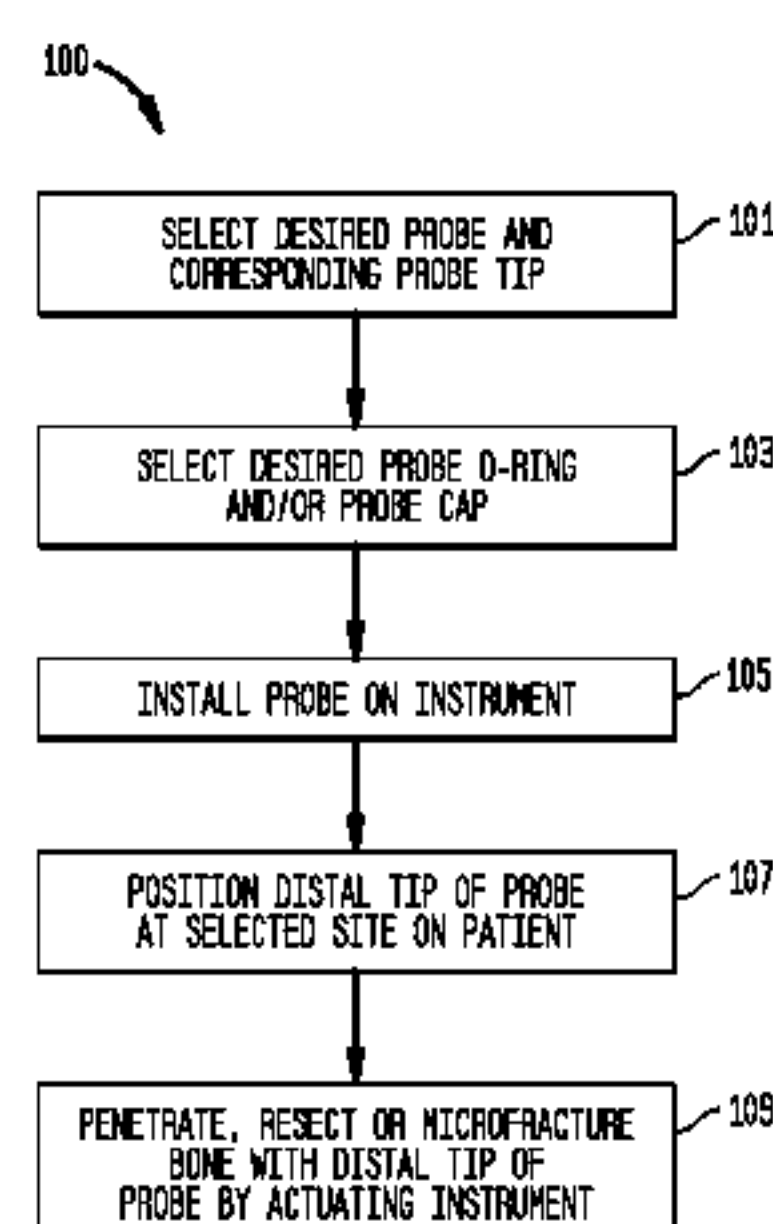 100
SELECT DESIRED PROBE AND
CORRESPONDING PROBE TIP
101
SELECT DESIRED PROBE O-RING
AND/OR PROBE CAP
103
INSTALL PROBE ON INSTRUMENT
105
POSITION DISTAL TIP OF PROBE
AT SELECTED SITE ON PATIENT
107
PENETRATE, RESECT OR MICROFRACTURE
BONE WITH DISTAL TIP OF
PROBE BY ACTUATING INSTRUMENT
109